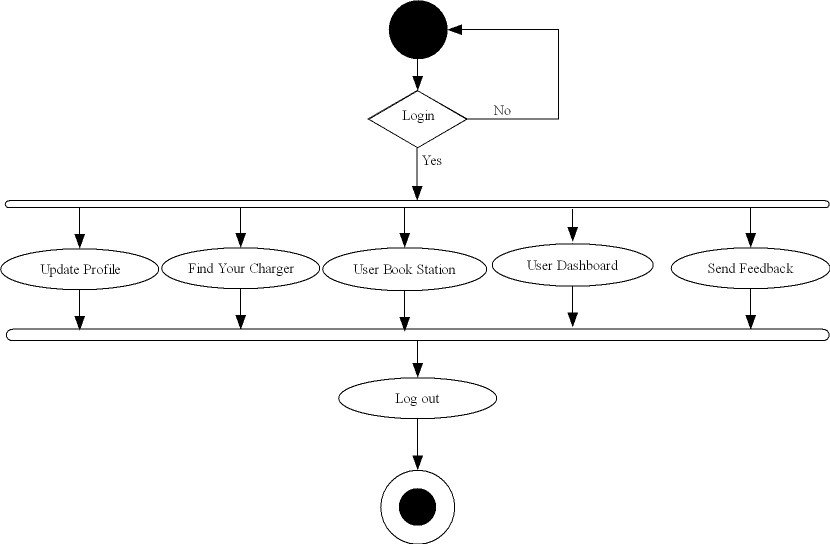 Login
No
Yes
Update Profile
Find Your Charger
User Book Station
User Dashboard
Send Feedback
Log out